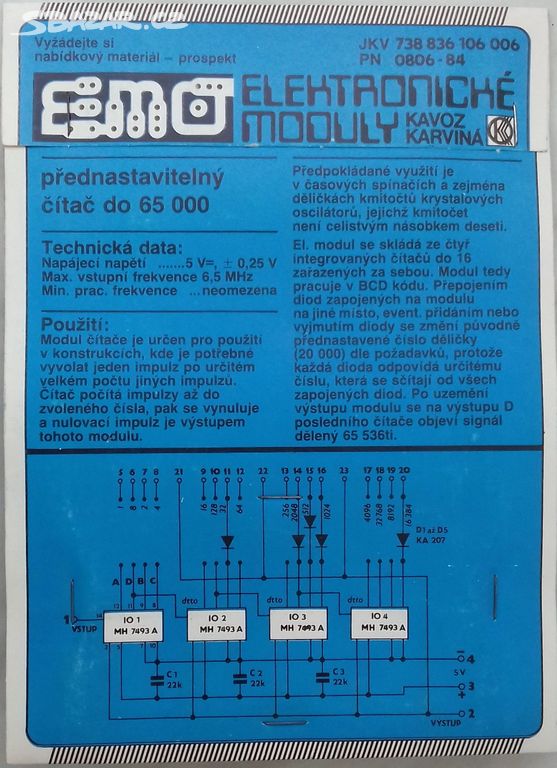 SBAZAR.CZ
Vyžádejte si
nabídkový materiál – prospekt
JKV 738 836 106 006
PN 0806-84
EMO ELEKTRONICKÉ
MODULY KAVOZ
KARVINÁ
přednastavitelný
čítač do 65 000
Technická data:
Napájecí napětí .......5 V=, ± 0,25 V
Max. vstupní frekvence 6,5 MHz
Min. prac. frekvence ...neomezena
Použití:
Modul čítače je určen pro použití
v konstrukcích, kde je potřebné
vyvolat jeden impulz po určitém
velkém počtu jiných impulzů.
Čítač počítá impulzy až do
zvoleného čísla, pak se vynuluje
a nulovací impulz je výstupem
tohoto modulu.
Předpokládané využití je
v časových spínačích a zejména
děličkách kmitočtů krystalových
oscilátorů, jejichž kmitočet
není celistvým násobkem deseti.
El. modul se skládá ze čtyř
integrovaných čítačů do 16
zařazených za sebou. Modul tedy
pracuje v BCD kódu. Přepojením
diod zapojených na modulu
na jiné místo, event. přidáním nebo
vyjmutím diody se změní původně
přednastavené číslo děličky
(20 000) dle požadavků, protože
každá dioda odpovídá určitému
číslu, která se sčítají od všech
zapojených diod. Po uzemění
výstupu modulu se na výstupu D
posledního čítače objeví signál
dělený 65 536ti.
5 6 7 8 21 9 10 11 12 22 13 14 15 16 23 17 18 19 20
1 8 2 4 16 128 32 64 256 2048 512 1024 4096 32768 8192 16384
D1 až D5
KA 207
A D B C dtto dtto dtto
12 11 9 8
1 14 IO 1 IO 2 IO 3 IO 4
VSTUP MH 7493 A MH 7493 A MH 7493 A MH 7493 A
2 5 7 10
– 4
C 1 C 2 C 3 5V
22k 22k 22k
3
+
2
VÝSTUP